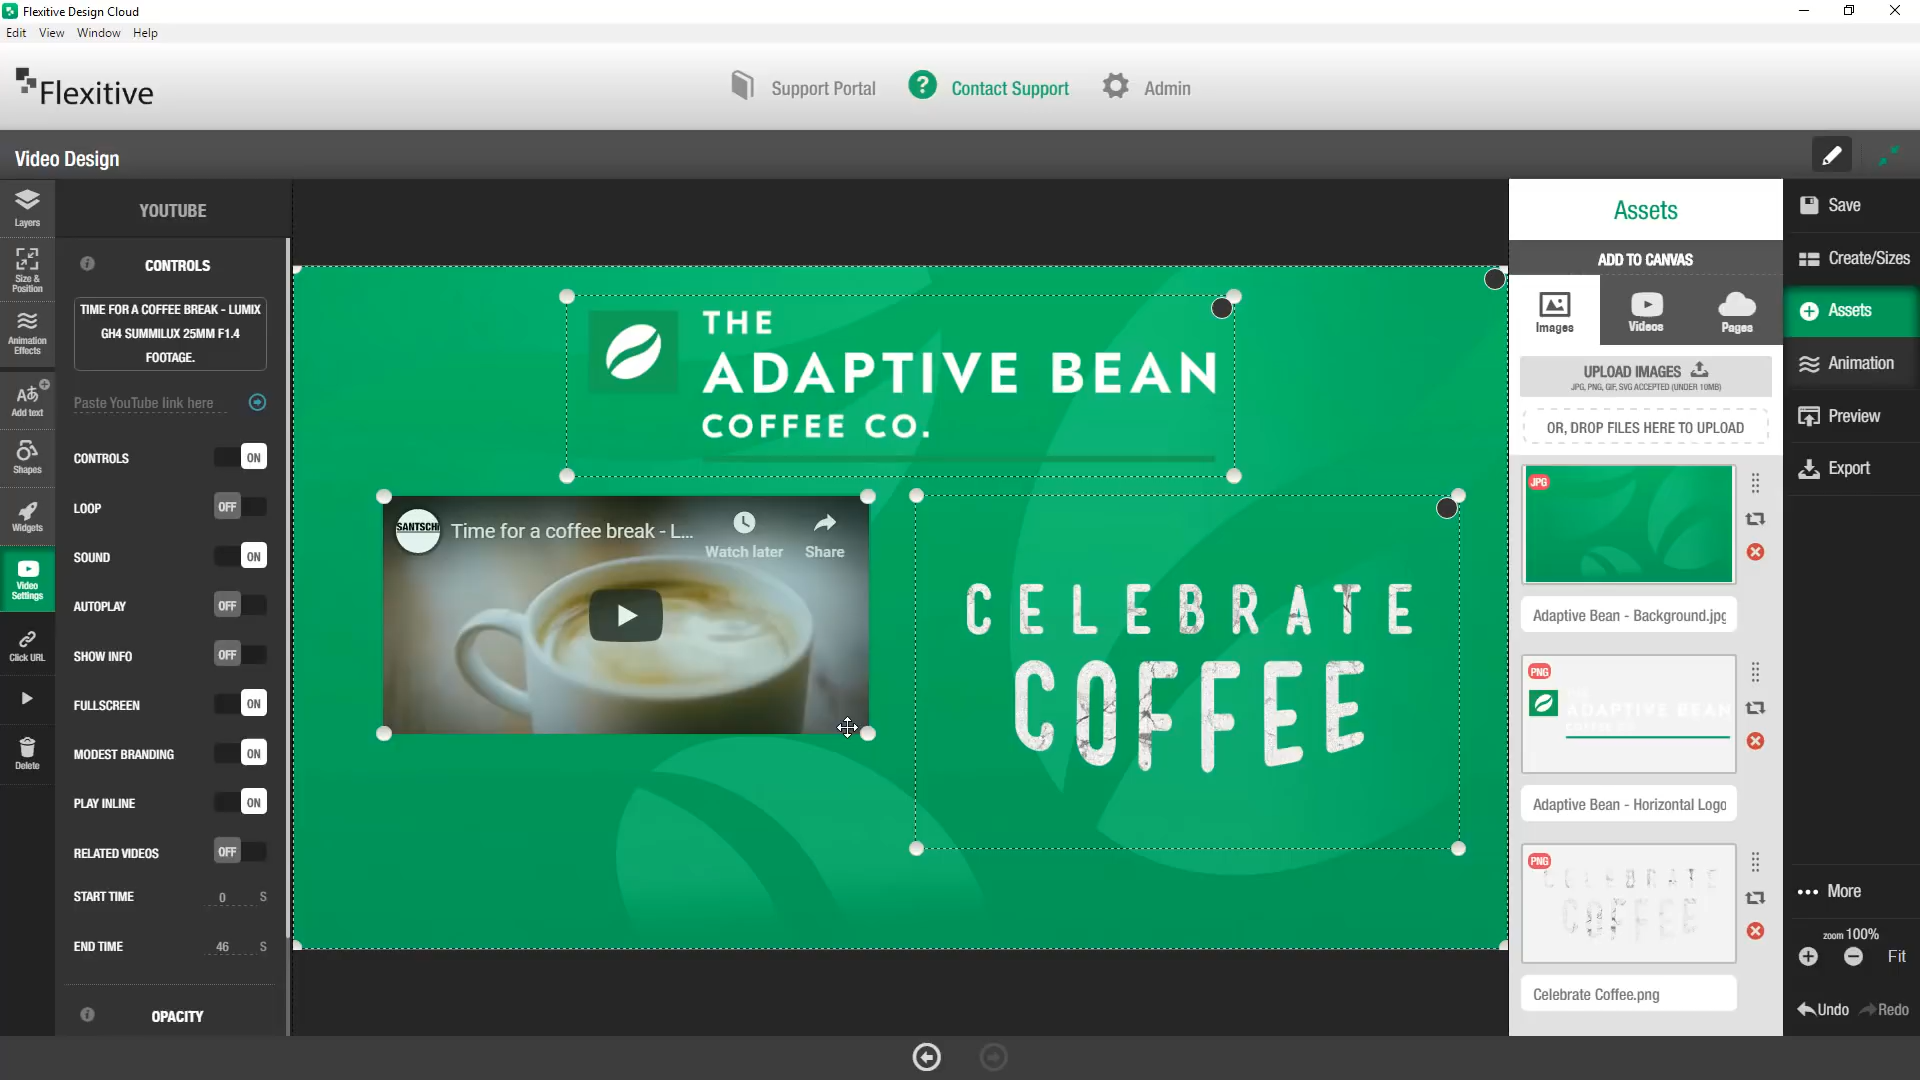 Flexitive Design Cloud
Edit View Window Help
Flexitive
Support Portal
? Contact Support
Admin
Video Design
Layers
Size &
Position
Animation
Effects
Add text
Shapes
Widgets
Video
Settings
Click URL
Delete
YOUTUBE
CONTROLS
TIME FOR A COFFEE BREAK - LUMIX
GH4 SUMMILUX 25MM F1.4
FOOTAGE.
Paste YouTube link here
CONTROLS ON
LOOP OFF
SOUND ON
AUTOPLAY OFF
SHOW INFO OFF
FULLSCREEN ON
MODEST BRANDING ON
PLAY INLINE ON
RELATED VIDEOS OFF
START TIME 0 S
END TIME 46 S
OPACITY
THE
ADAPTIVE BEAN
COFFEE CO.
SANTSCHI
Time for a coffee break - L...
Watch later
Share
CELEBRATE
COFFEE
Assets
ADD TO CANVAS
Images
Videos
Pages
UPLOAD IMAGES
JPG, PNG, GIF, SVG ACCEPTED (UNDER 10MB)
OR, DROP FILES HERE TO UPLOAD
JPG
Adaptive Bean - Background.jpg
PNG
ADAPTIVE BEAN
COFFEE CO.
Adaptive Bean - Horizontal Logo
PNG
CELEBRATE
COFFEE
Celebrate Coffee.png
Save
Create/Sizes
Assets
Animation
Preview
Export
More
zoom 100%
Fit
Undo
Redo